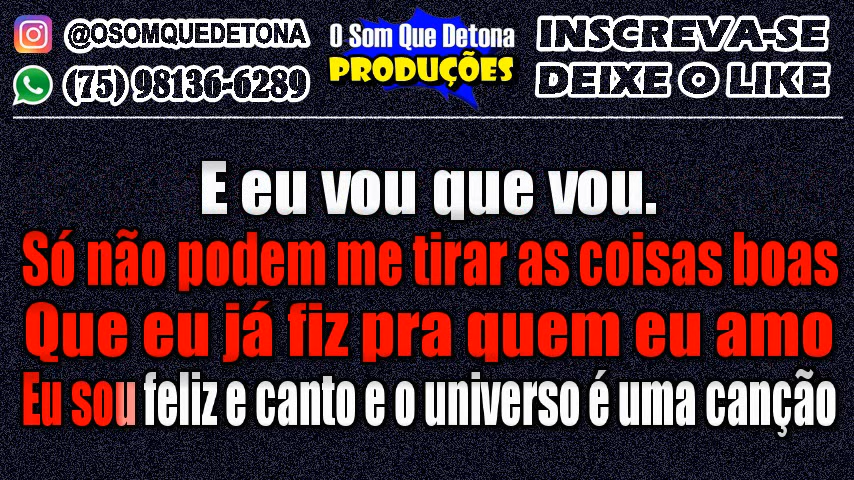 @OSOMQUEDETONA
(75) 98136-6289
O Som Que Detona
PRODUÇÕES
INSCREVA-SE
DEIXE O LIKE
E eu vou que vou.
Só não podem me tirar as coisas boas
Que eu já fiz pra quem eu amo
Eu sou feliz e canto e o universo é uma canção